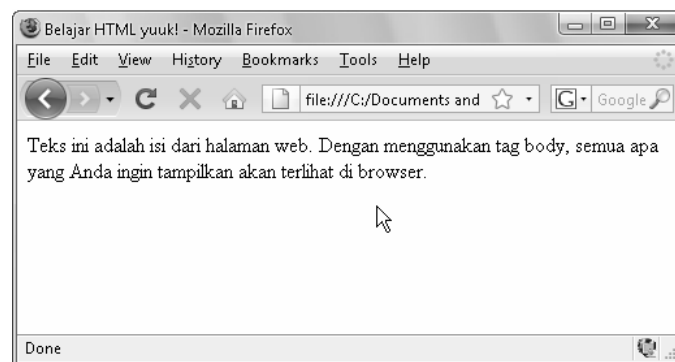 Belajar HTML yuuk! - Mozilla Firefox
File Edit View History Bookmarks Tools Help
file:///C:/Documents and G Google
Teks ini adalah isi dari halaman web. Dengan menggunakan tag body, semua apa
yang Anda ingin tampilkan akan terlihat di browser.
Done